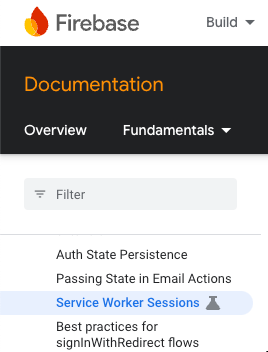 Firebase
Build
Documentation
Overview
Fundamentals
Filter
Auth State Persistence
Passing State in Email Actions
Service Worker Sessions
Best practices for
signInWithRedirect flows